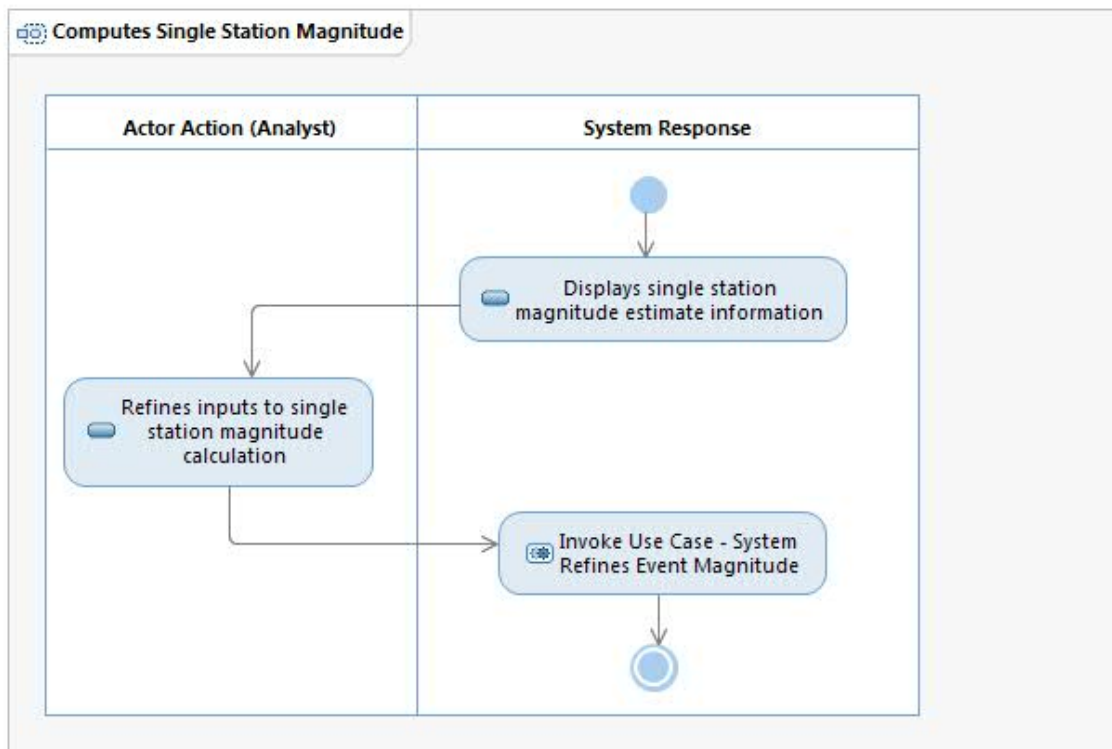 Computes Single Station Magnitude
Actor Action (Analyst)
System Response
Displays single station
magnitude estimate information
Refines inputs to single
station magnitude
calculation
Invoke Use Case - System
Refines Event Magnitude